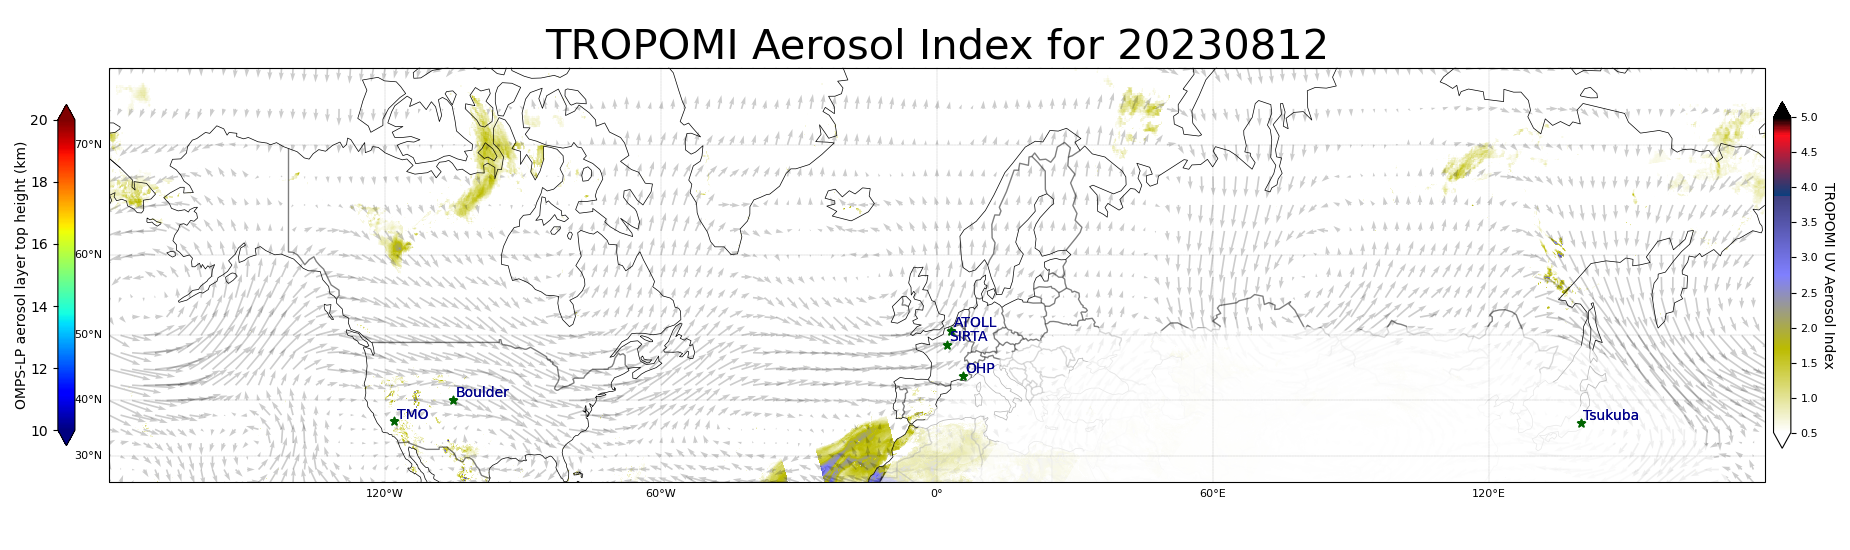 TROPOMI Aerosol Index for 20230812
OMPS-LP aerosol layer top height (km)
20
18
16
14
12
10
70°N
60°N
50°N
40°N
30°N
120°W
60°W
0°
60°E
120°E
ATOLL
SIRTA
OHP
Boulder
TMO
Tsukuba
5.0
4.5
4.0
3.5
3.0
2.5
2.0
1.5
1.0
0.5
TROPOMI UV Aerosol Index